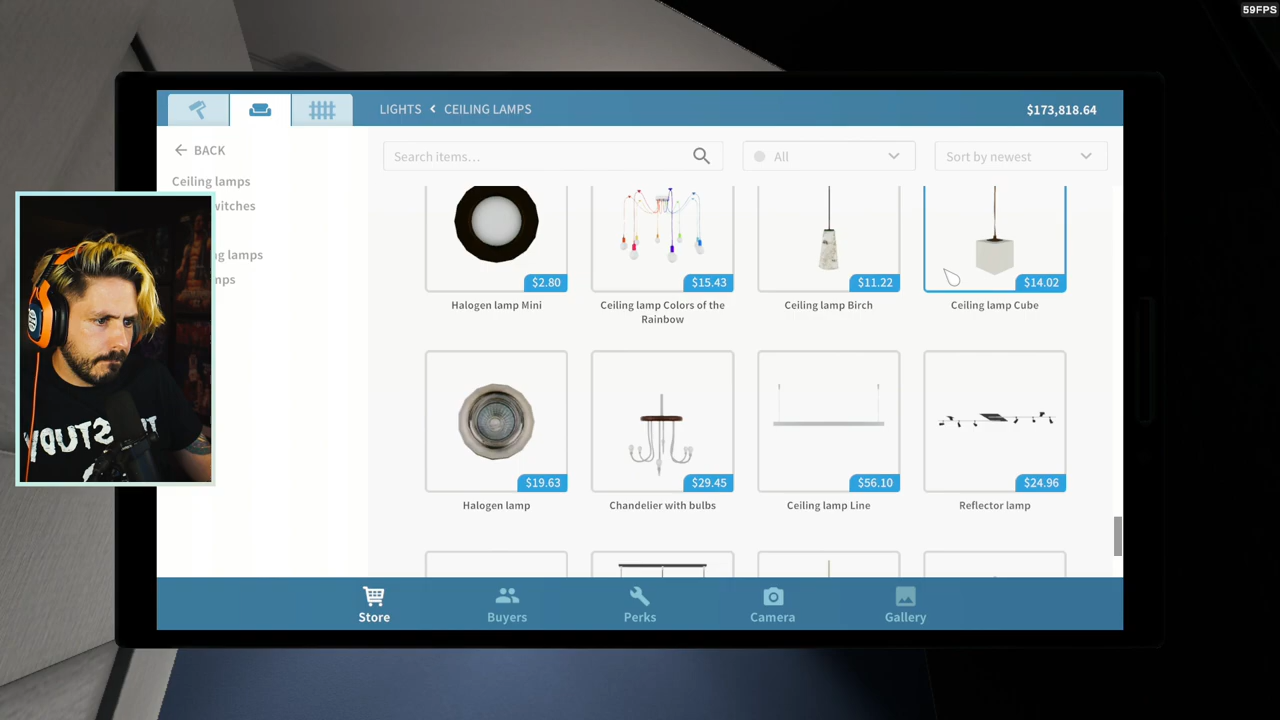 59FPS
LIGHTS < CEILING LAMPS
$173,818.64
← BACK
Search items...
All
Sort by newest
Ceiling lamps
witches
g lamps
mps
$2.80
$15.43
$11.22
$14.02
Halogen lamp Mini
Ceiling lamp Colors of the
Rainbow
Ceiling lamp Birch
Ceiling lamp Cube
$19.63
$29.45
$56.10
$24.96
Halogen lamp
Chandelier with bulbs
Ceiling lamp Line
Reflector lamp
Store
Buyers
Perks
Camera
Gallery